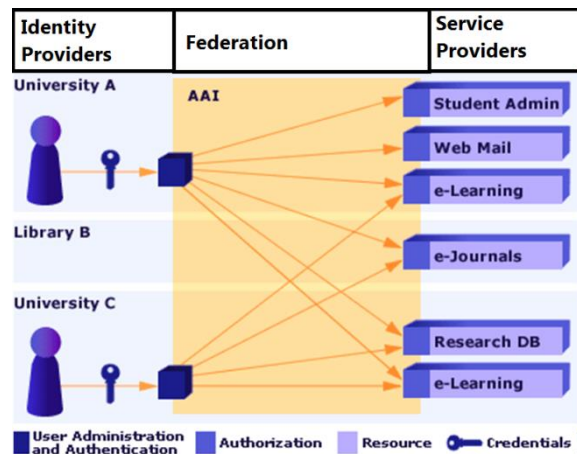 Identity
Providers
Federation
Service
Providers
University A
AAI
Student Admin
Web Mail
e-Learning
Library B
e-Journals
University C
Research DB
e-Learning
User Administration
and Authentication
Authorization
Resource
Credentials